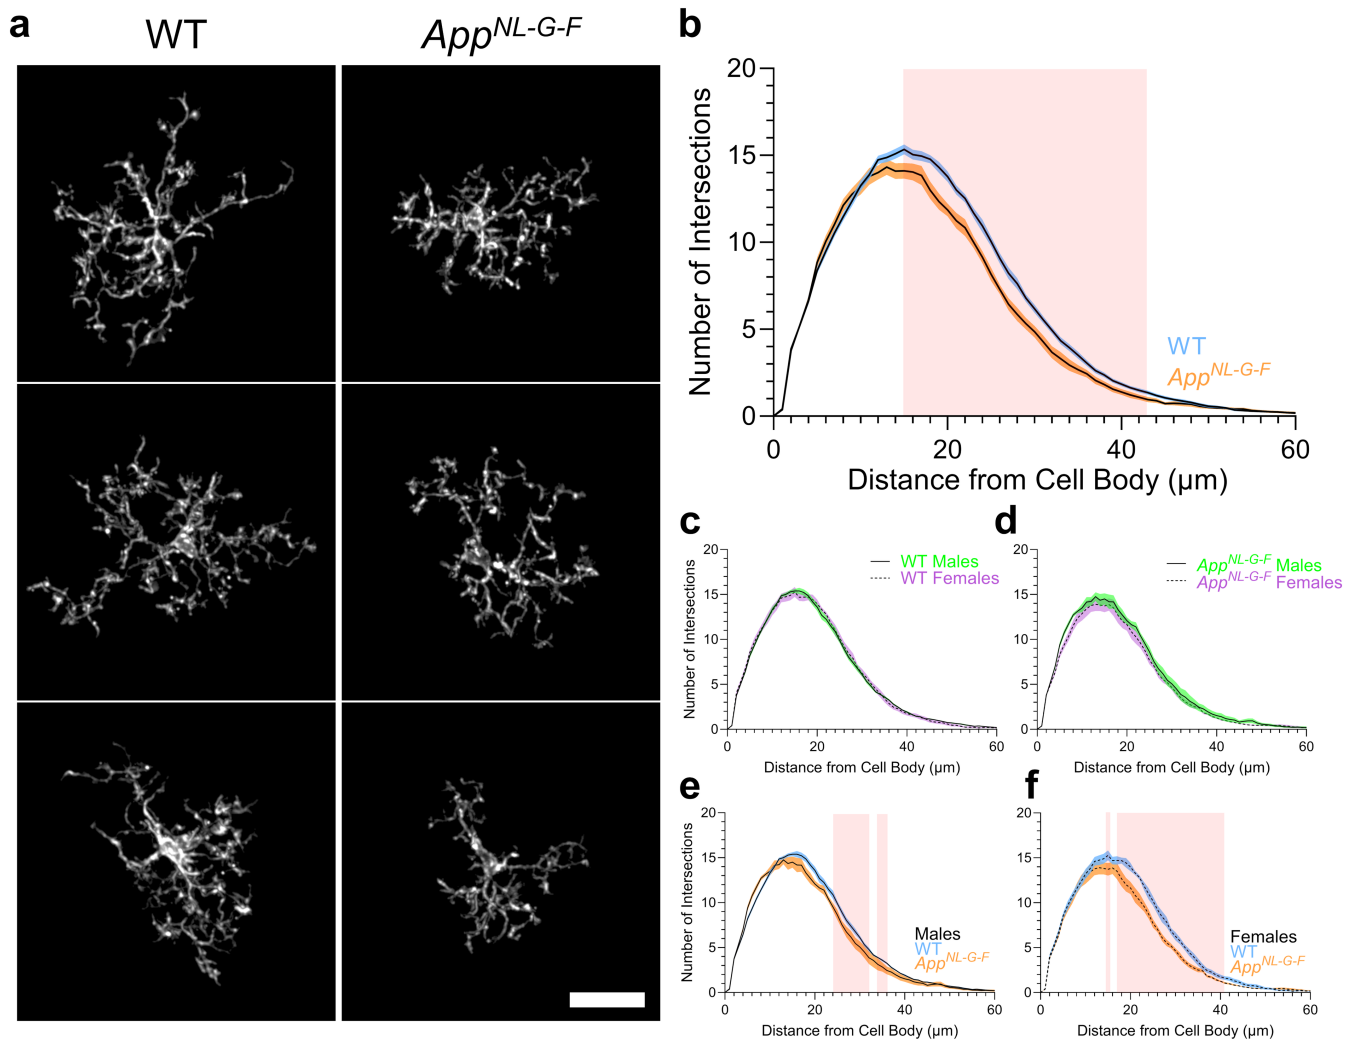 a
WT
App^NL-G-F
b
20
15
10
5
0
Number of Intersections
WT
App^NL-G-F
0 20 40 60
Distance from Cell Body (µm)
c
20
15
10
5
0
Number of Intersections
WT Males
WT Females
0 20 40 60
Distance from Cell Body (µm)
d
20
15
10
5
0
App^NL-G-F Males
App^NL-G-F Females
0 20 40 60
Distance from Cell Body (µm)
e
20
15
10
5
0
Number of Intersections
Males
WT
App^NL-G-F
0 20 40 60
Distance from Cell Body (µm)
f
20
15
10
5
0
Females
WT
App^NL-G-F
0 20 40 60
Distance from Cell Body (µm)